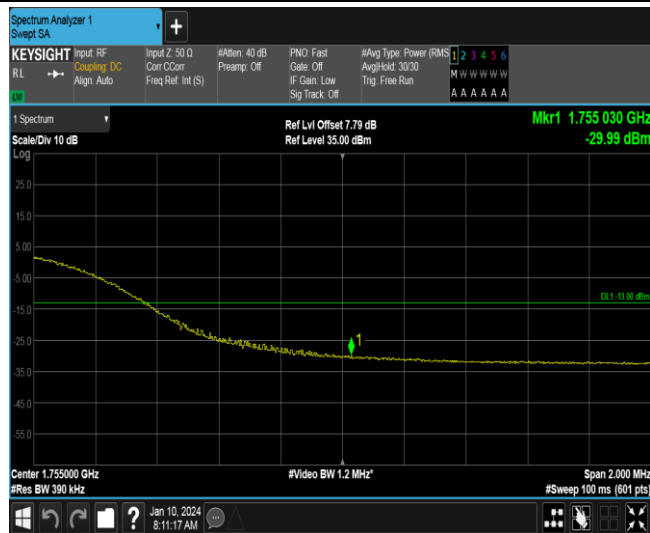 Spectrum Analyzer 1
Swept SA
+
KEYSIGHT
RL
Input: RF
Coupling: DC
Align: Auto
Input Z: 50 Ω
Corr CCorr
Freq Ref: Int (S)
#Atten: 40 dB
Preamp: Off
PNO: Fast
Gate: Off
IF Gain: Low
Sig Track: Off
#Avg Type: Power (RMS
Avg|Hold: 30/30
Trig: Free Run
1 2 3 4 5 6
M W W W W W
A A A A A A
1 Spectrum
Scale/Div 10 dB
Ref Lvl Offset 7.79 dB
Ref Level 35.00 dBm
Mkr1 1.755 030 GHz
-29.99 dBm
Log
25.0
15.0
5.00
-5.00
DL1 -13.00 dBm
-15.0
1
-25.0
-35.0
-45.0
-55.0
Center 1.755000 GHz
#Video BW 1.2 MHz*
Span 2.000 MHz
#Res BW 390 kHz
#Sweep 100 ms (601 pts)
?
Jan 10, 2024
8:11:17 AM